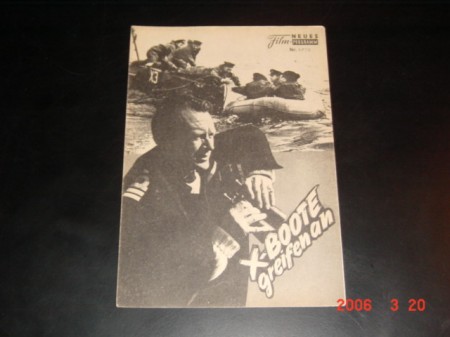 Film NEUES
PROGRAMM
X-BOOTE
greifen an
2006 3 20